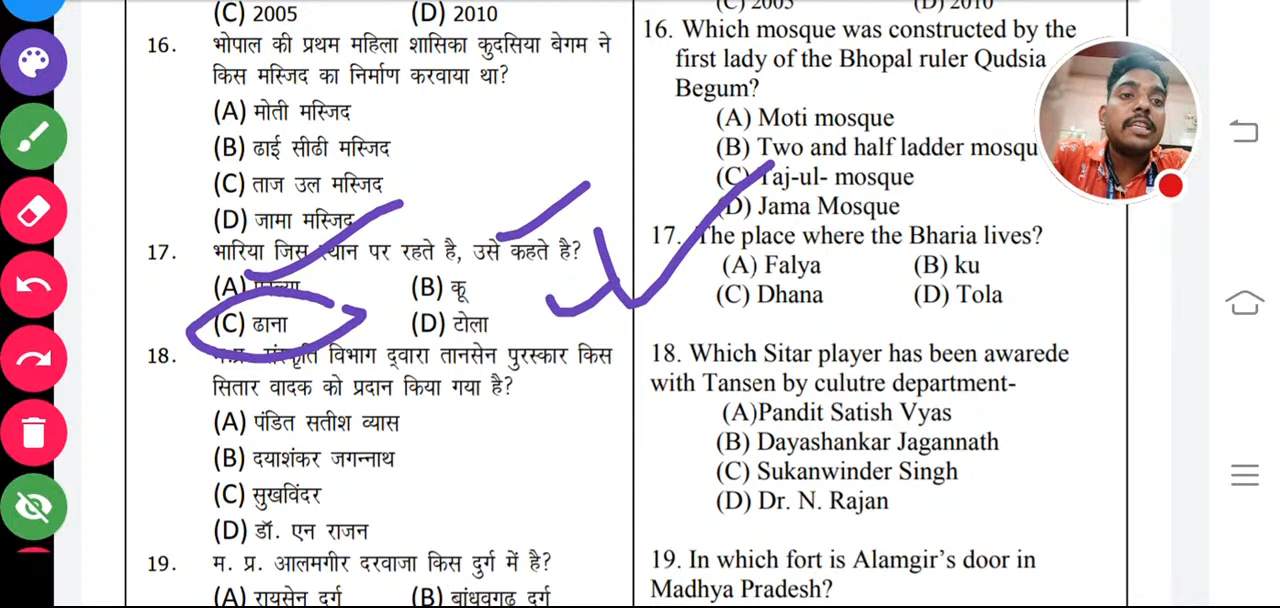 (C) 2005 (D) 2010
16. भोपाल की प्रथम महिला शासिका कुदसिया बेगम ने
किस मस्जिद का निर्माण करवाया था?
(A) मोती मस्जिद
(B) ढाई सीढी मस्जिद
(C) ताज उल मस्जिद
(D) जामा मस्जिद
17. भारिया जिस स्थान पर रहते है, उसे कहते है?
(A) (B) कू
(C) ढाना (D) टोला
18. म.प्र. संस्कृति विभाग द्वारा तानसेन पुरस्कार किस
सितार वादक को प्रदान किया गया है?
(A) पंडित सतीश व्यास
(B) दयाशंकर जगन्नाथ
(C) सुखविंदर
(D) डॉ. एन राजन
19. म. प्र. आलमगीर दरवाजा किस दुर्ग में है?
(A) रायसेन दुर्ग (B) बांधवगढ दुर्ग
(C) 2005 (D) 2010
16. Which mosque was constructed by the
first lady of the Bhopal ruler Qudsia
Begum?
(A) Moti mosque
(B) Two and half ladder mosqu
(C) Taj-ul- mosque
(D) Jama Mosque
17. The place where the Bharia lives?
(A) Falya (B) ku
(C) Dhana (D) Tola
18. Which Sitar player has been awarede
with Tansen by culutre department-
(A)Pandit Satish Vyas
(B) Dayashankar Jagannath
(C) Sukanwinder Singh
(D) Dr. N. Rajan
19. In which fort is Alamgir's door in
Madhya Pradesh?